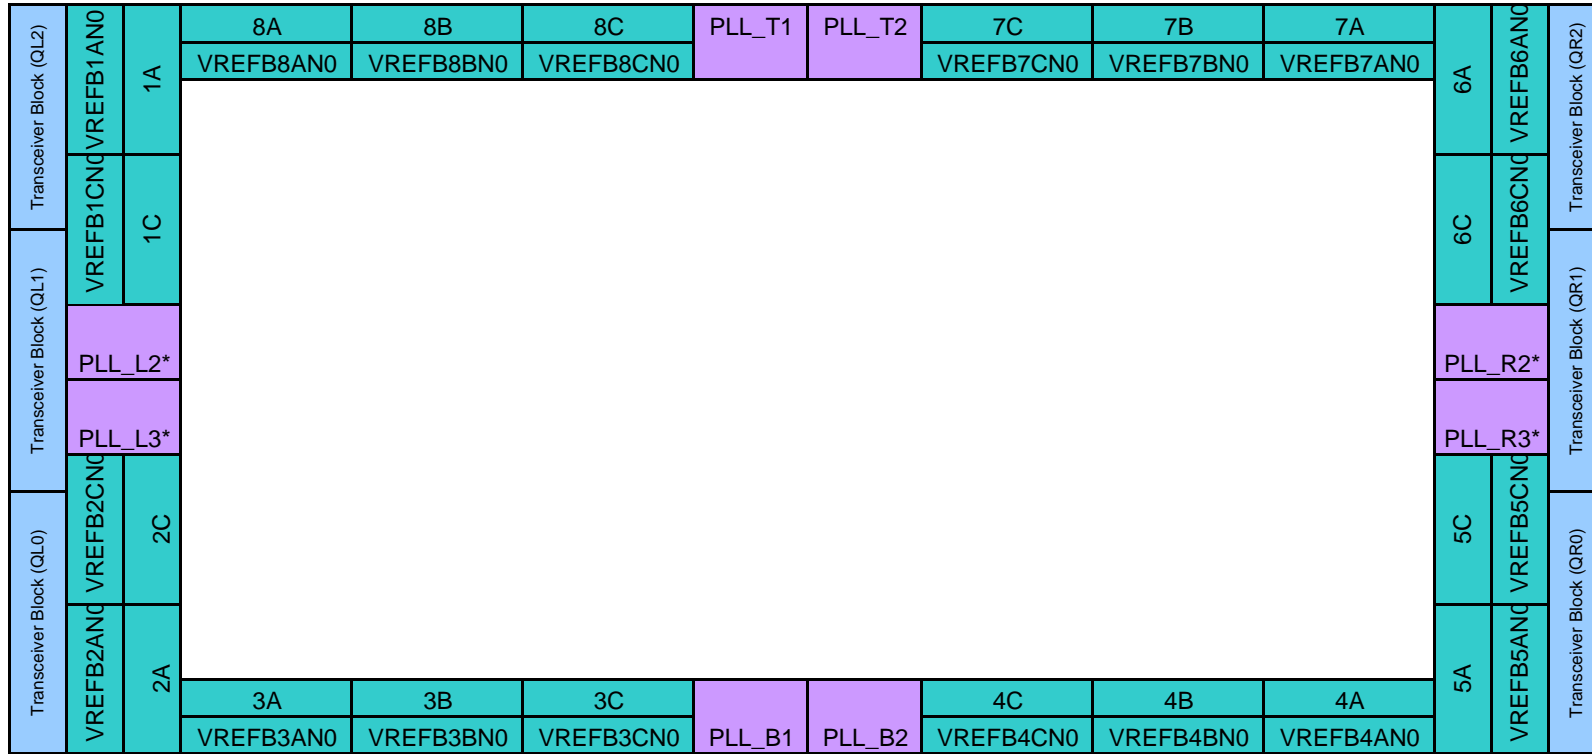 Transceiver Block (QL2)
VREFB1AN0
1A
8A
8B
8C
PLL_T1
PLL_T2
7C
7B
7A
VREFB8AN0
VREFB8BN0
VREFB8CN0
VREFB7CN0
VREFB7BN0
VREFB7AN0
6A
VREFB6AN0
Transceiver Block (QR2)
VREFB1CN0
1C
6C
VREFB6CN0
Transceiver Block (QL1)
PLL_L2*
PLL_R2*
Transceiver Block (QR1)
PLL_L3*
PLL_R3*
VREFB2CN0
2C
5C
VREFB5CN0
Transceiver Block (QL0)
Transceiver Block (QR0)
VREFB2AN0
2A
5A
VREFB5AN0
3A
3B
3C
PLL_B1
PLL_B2
4C
4B
4A
VREFB3AN0
VREFB3BN0
VREFB3CN0
VREFB4CN0
VREFB4BN0
VREFB4AN0